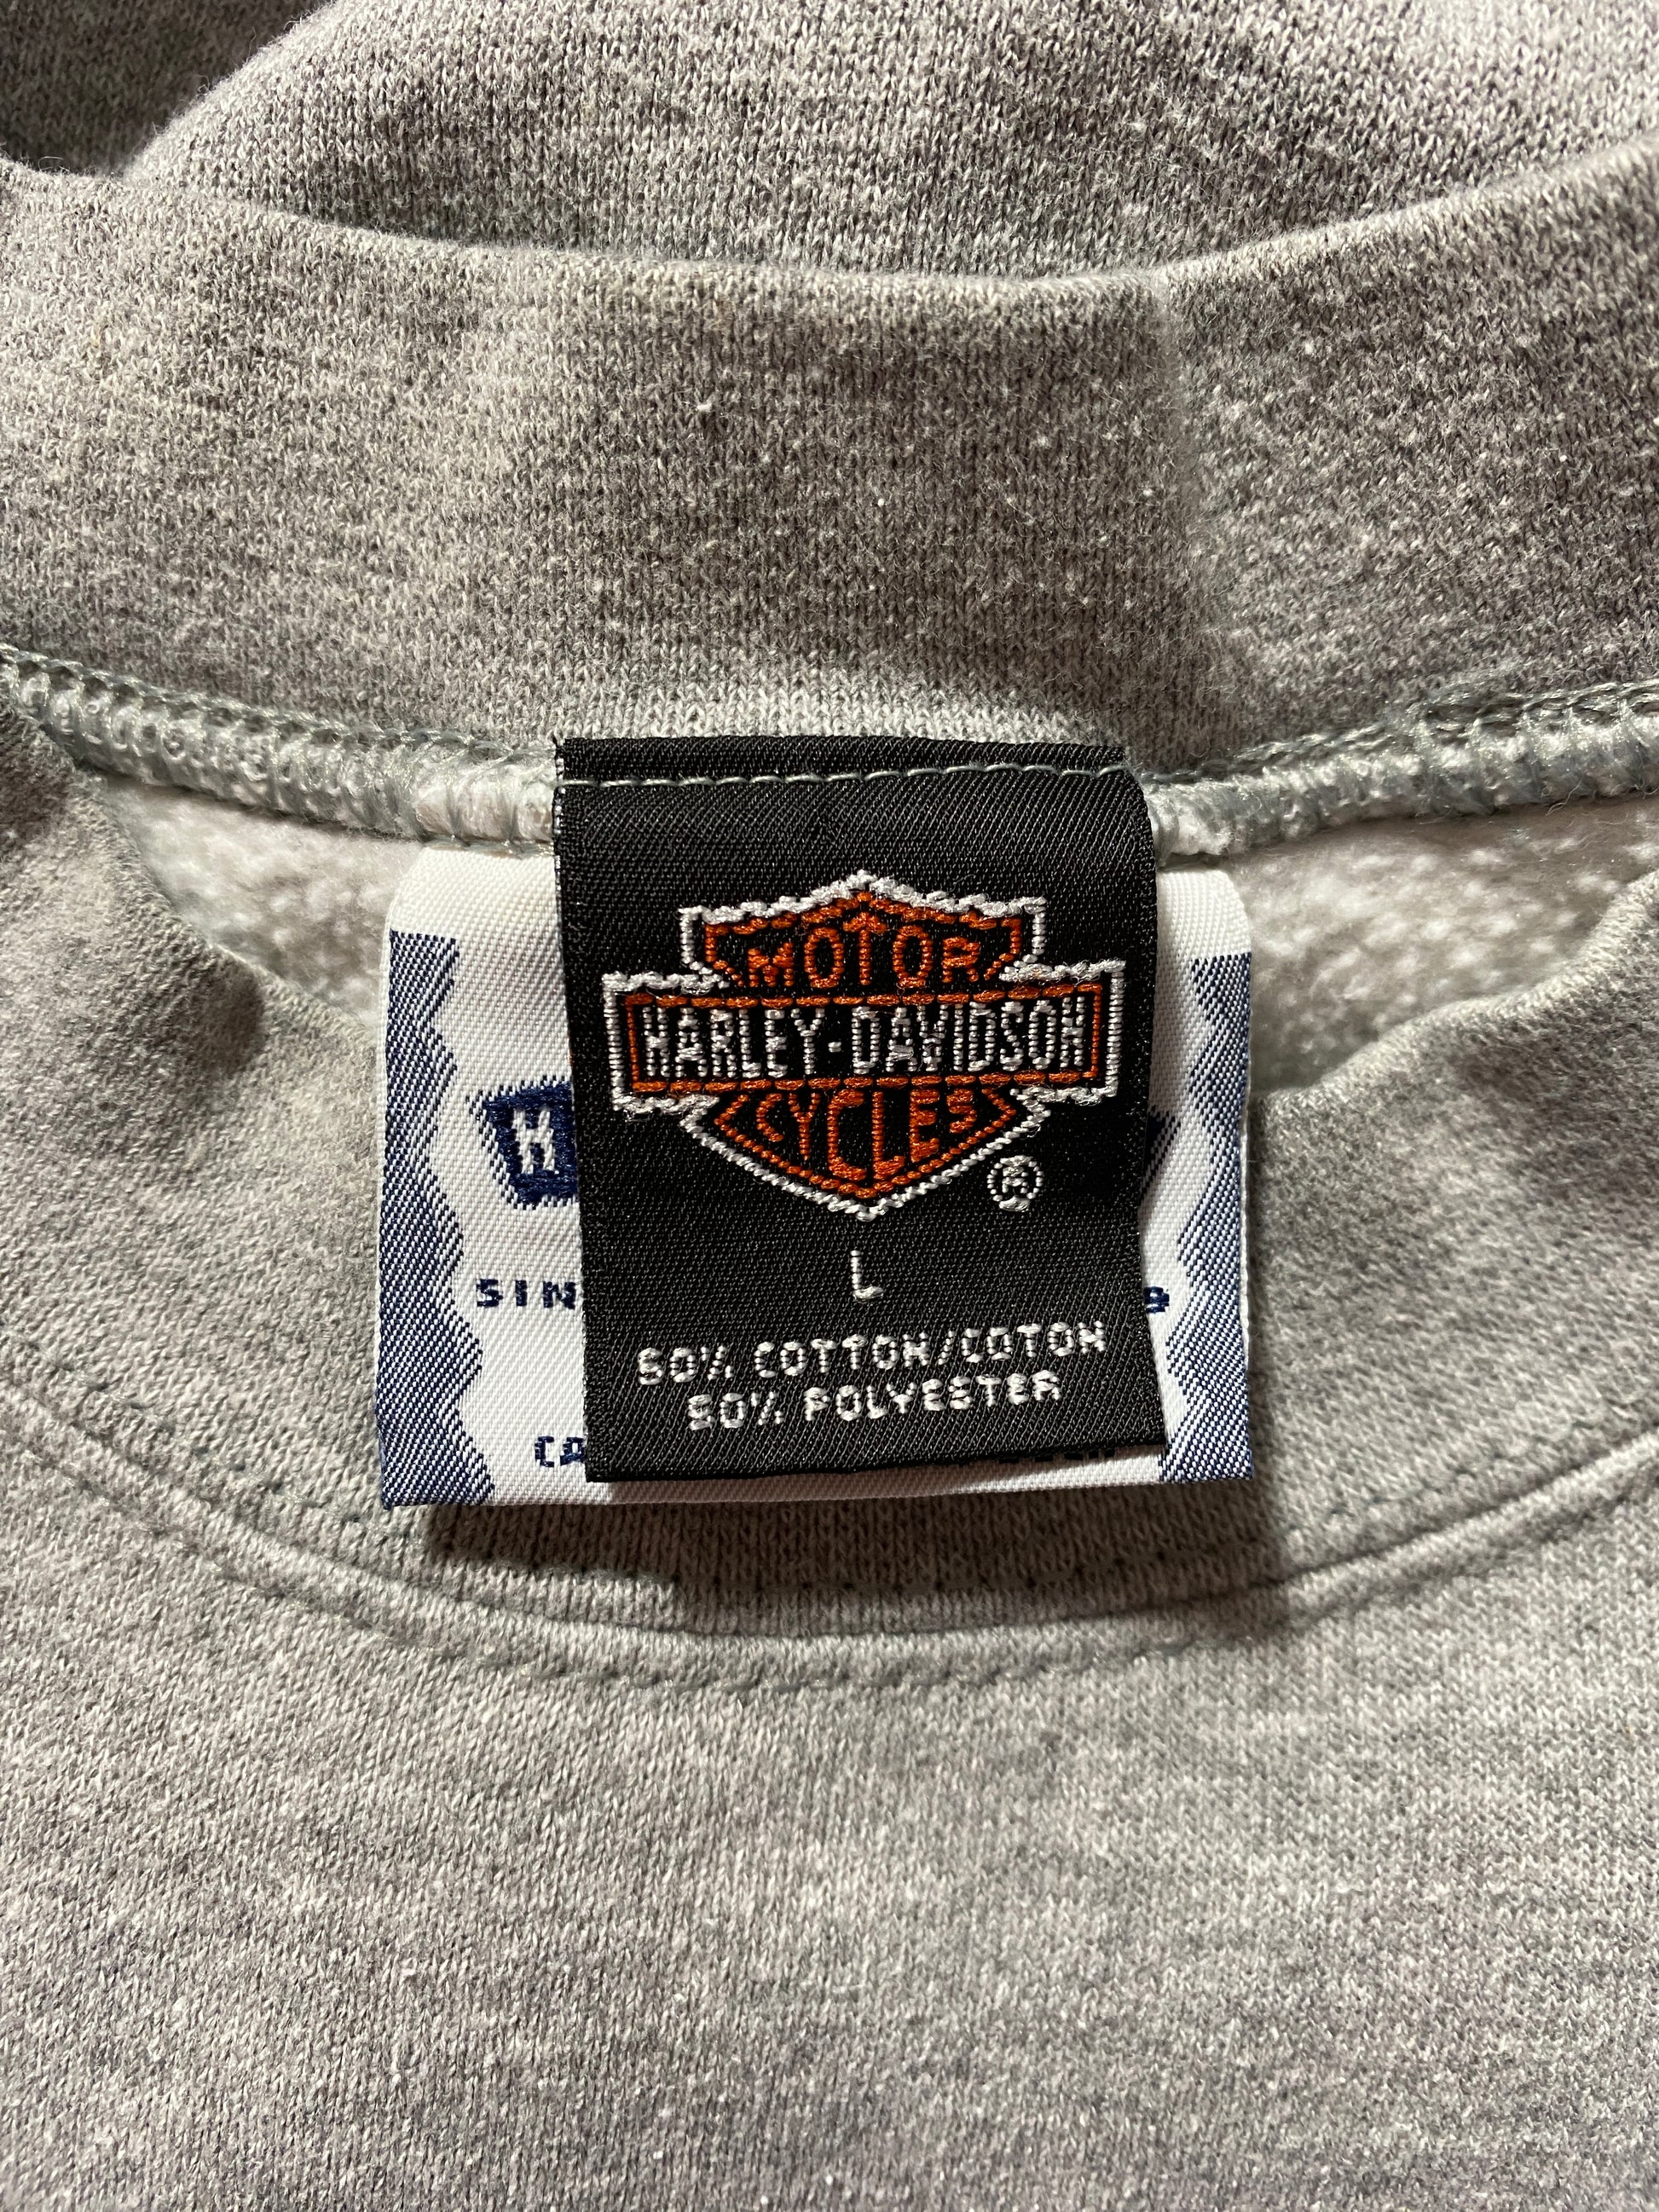 MOTOR
HARLEY-DAVIDSON
CYCLES
®
L
50% COTTON/COTON
50% POLYESTER